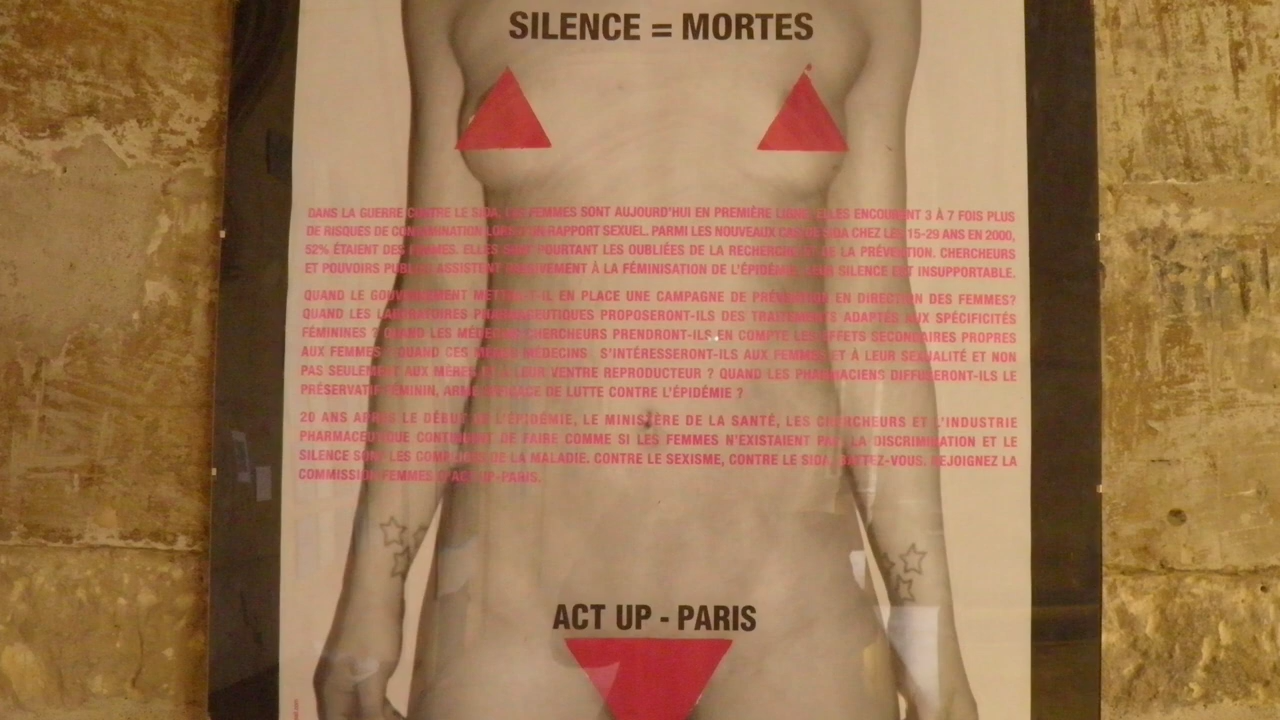 SILENCE = MORTES
DANS LA GUERRE CONTRE LE SIDA, LES FEMMES SONT AUJOURD'HUI EN PREMIÈRE LIGNE. ELLES ENCOURENT 3 À 7 FOIS PLUS
DE RISQUES DE CONTAMINATION LORS D'UN RAPPORT SEXUEL. PARMI LES NOUVEAUX CAS DE SIDA CHEZ LES 15-29 ANS EN 2000,
52% ÉTAIENT DES FEMMES. ELLES SONT POURTANT LES OUBLIÉES DE LA RECHERCHE ET DE LA PRÉVENTION. CHERCHEURS
ET POUVOIRS PUBLICS ASSISTENT PASSIVEMENT À LA FÉMINISATION DE L'ÉPIDÉMIE. LEUR SILENCE EST INSUPPORTABLE.
QUAND LE GOUVERNEMENT METTRA-T-IL EN PLACE UNE CAMPAGNE DE PRÉVENTION EN DIRECTION DES FEMMES?
QUAND LES LABORATOIRES PHARMACEUTIQUES PROPOSERONT-ILS DES TRAITEMENTS ADAPTÉS AUX SPÉCIFICITÉS
FÉMININES ? QUAND LES MÉDECINS CHERCHEURS PRENDRONT-ILS EN COMPTE LES EFFETS SECONDAIRES PROPRES
AUX FEMMES ? QUAND CES MÊMES MÉDECINS S'INTÉRESSERONT-ILS AUX FEMMES ET À LEUR SEXUALITÉ ET NON
PAS SEULEMENT AUX MÈRES ET À LEUR VENTRE REPRODUCTEUR ? QUAND LES PHARMACIENS DIFFUSERONT-ILS LE
PRÉSERVATIF FÉMININ, ARME EFFICACE DE LUTTE CONTRE L'ÉPIDÉMIE ?
20 ANS APRÈS LE DÉBUT DE L'ÉPIDÉMIE, LE MINISTÈRE DE LA SANTÉ, LES CHERCHEURS ET L'INDUSTRIE
PHARMACEUTIQUE CONTINUENT DE FAIRE COMME SI LES FEMMES N'EXISTAIENT PAS. LA DISCRIMINATION ET LE
SILENCE SONT LES COMPLICES DE LA MALADIE. CONTRE LE SEXISME, CONTRE LE SIDA, BATTEZ-VOUS. REJOIGNEZ LA
COMMISSION FEMMES D'ACT UP-PARIS.
ACT UP - PARIS